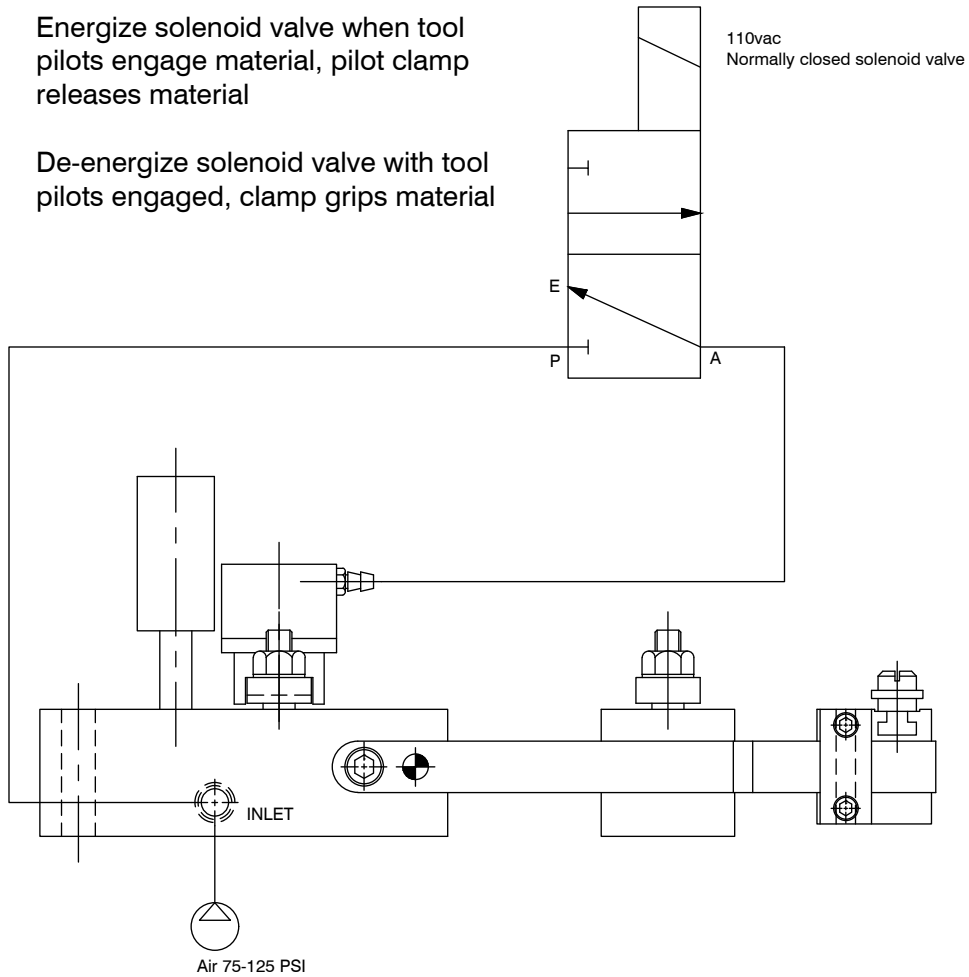 Energize solenoid valve when tool
pilots engage material, pilot clamp
releases material
De-energize solenoid valve with tool
pilots engaged, clamp grips material
110vac
Normally closed solenoid valve
E
P
A
INLET
Air 75-125 PSI